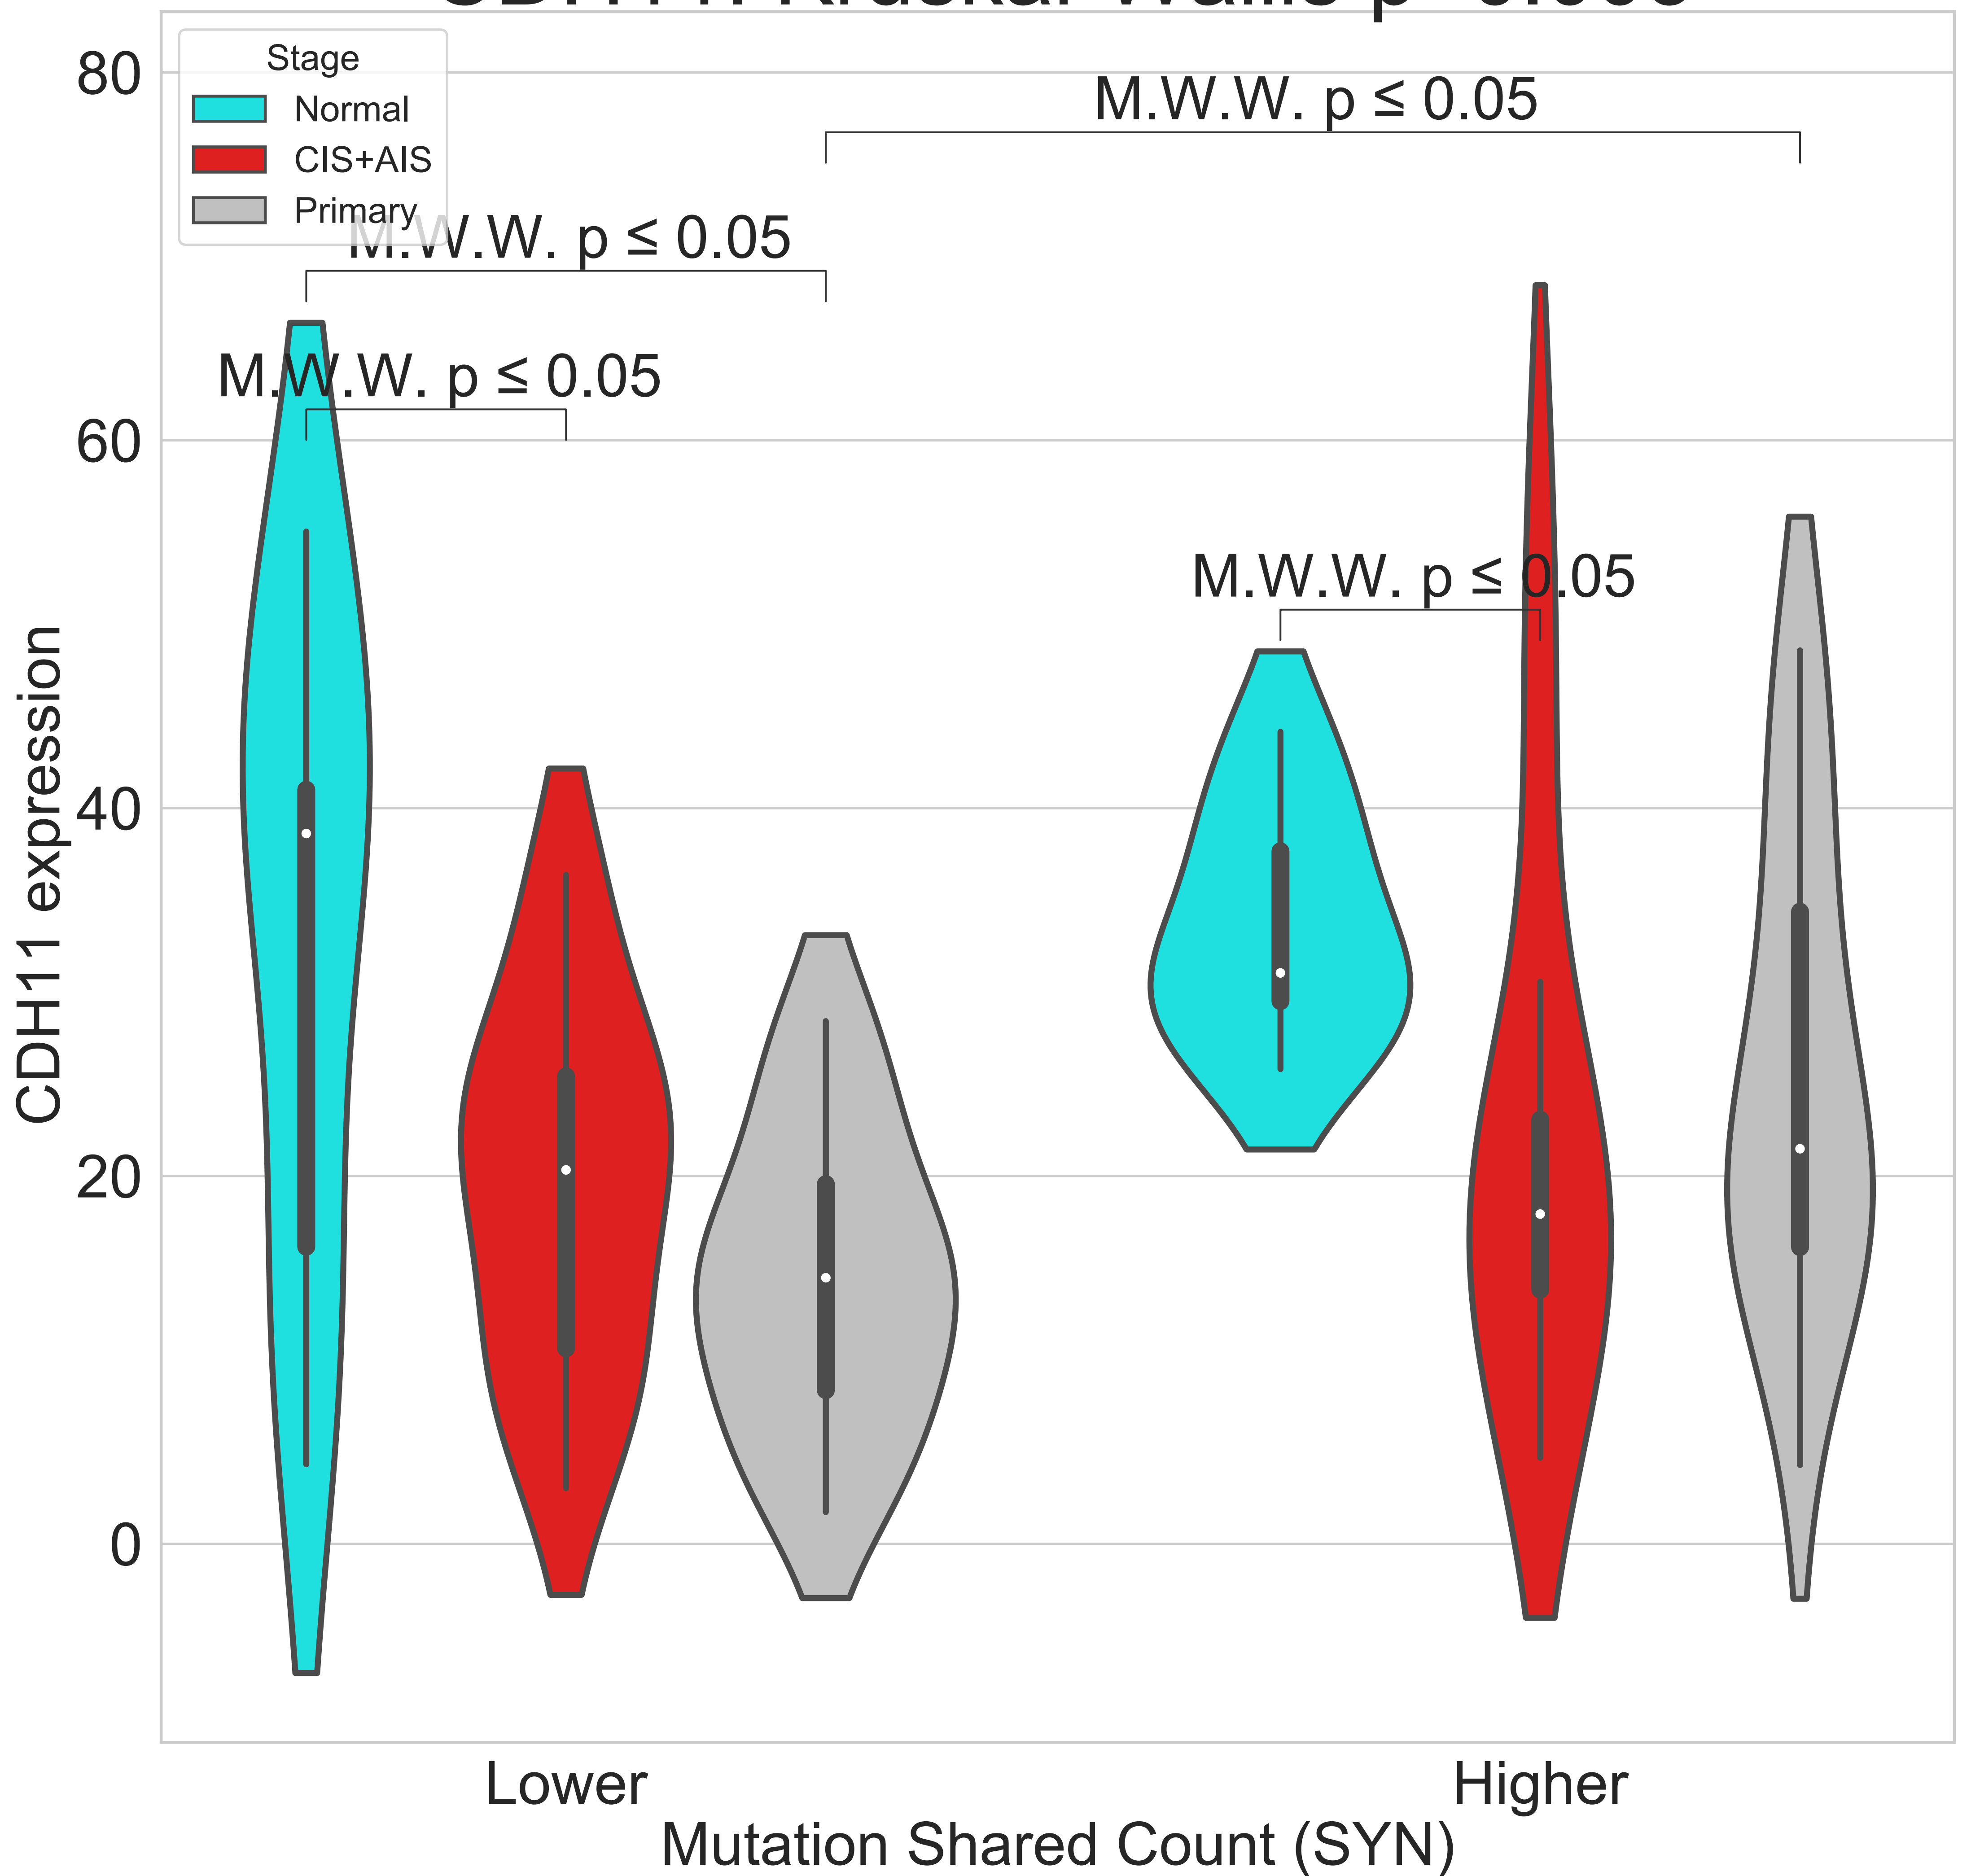 Stage
Normal
CIS+AIS
Primary
M.W.W. p ≤ 0.05
M.W.W. p ≤ 0.05
M.W.W. p ≤ 0.05
M.W.W. p ≤ 0.05
80
60
40
20
0
CDH11 expression
Lower
Higher
Mutation Shared Count (SYN)